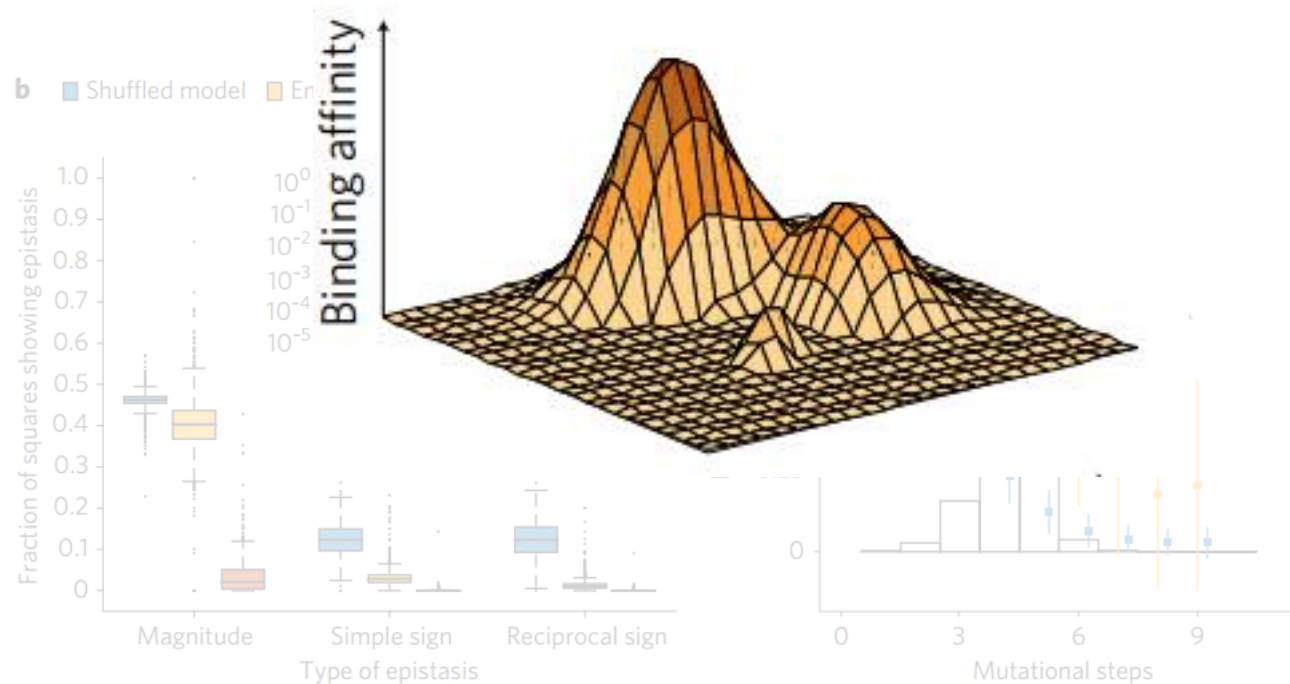 b
Shuffled model
Fraction of squares showing epistasis
1.0
0.9
0.8
0.7
0.6
0.5
0.4
0.3
0.2
0.1
0
Magnitude
Simple sign
Reciprocal sign
Type of epistasis
10⁰
10⁻¹
10⁻²
10⁻³
10⁻⁴
10⁻⁵
Binding affinity
0
0
3
6
9
Mutational steps